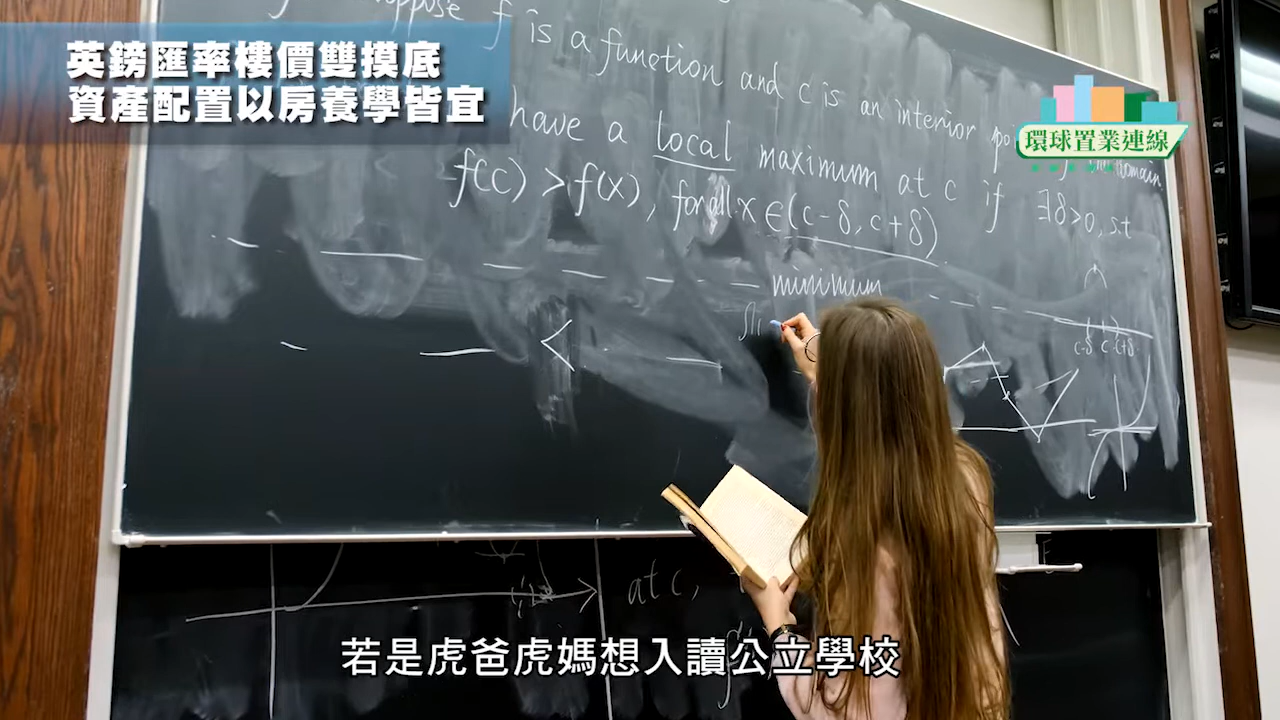 英鎊匯率樓價雙摸底
資產配置以房養學皆宜
環球置業連線
f is a function and c is an interior
have a local maximum at c if ∃δ>0, s.t
f(c) > f(x), for all x ∈ (c-δ, c+δ)
minimum
<
c-δ c c+δ
at c,
若是虎爸虎媽想入讀公立學校